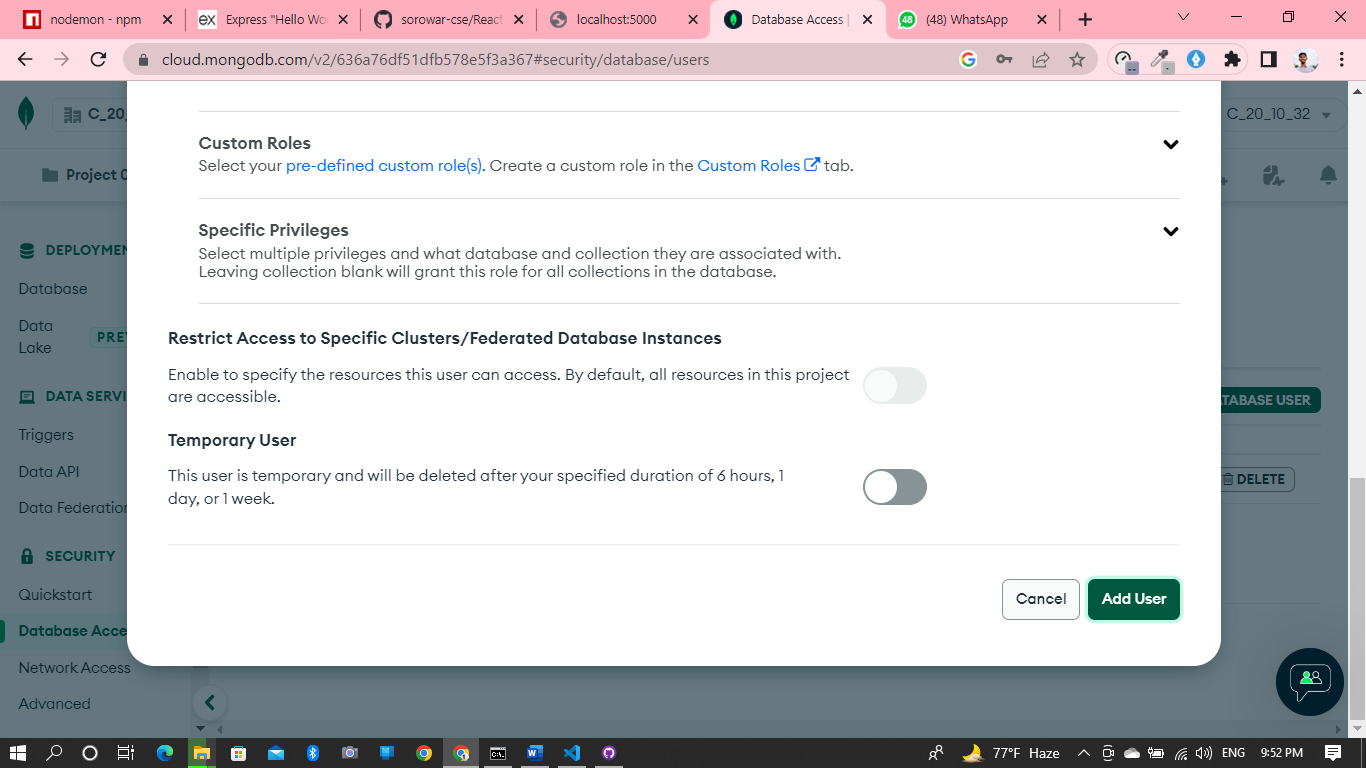 nodemon - npm
Express "Hello Wo
sorowar-cse/React
localhost:5000
Database Access |
(48) WhatsApp
cloud.mongodb.com/v2/636a76df51dfb578e5f3a367#security/database/users
C_20_
C_20_10_32
Project 0
DEPLOYMEN
Database
Data
Lake
PRE
DATA SERVI
Triggers
Data API
Data Federation
SECURITY
Quickstart
Database Acce
Network Access
Advanced
Custom Roles
Select your pre-defined custom role(s). Create a custom role in the Custom Roles tab.
Specific Privileges
Select multiple privileges and what database and collection they are associated with.
Leaving collection blank will grant this role for all collections in the database.
Restrict Access to Specific Clusters/Federated Database Instances
Enable to specify the resources this user can access. By default, all resources in this project
are accessible.
TABASE USER
Temporary User
This user is temporary and will be deleted after your specified duration of 6 hours, 1
day, or 1 week.
DELETE
Cancel
Add User
77°F Haze
ENG
9:52 PM